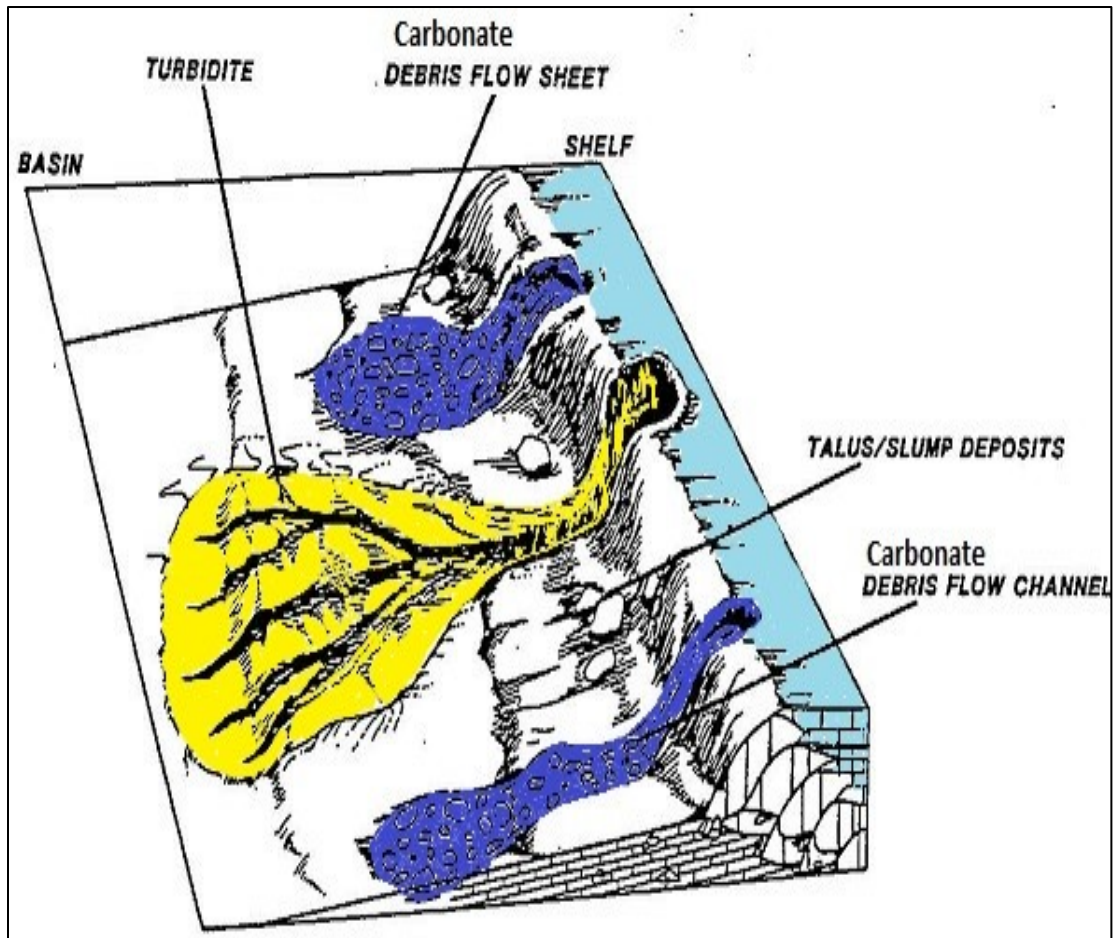 Carbonate
DEBRIS FLOW SHEET
TURBIDITE
BASIN
SHELF
TALUS/SLUMP DEPOSITS
Carbonate
DEBRIS FLOW CHANNEL